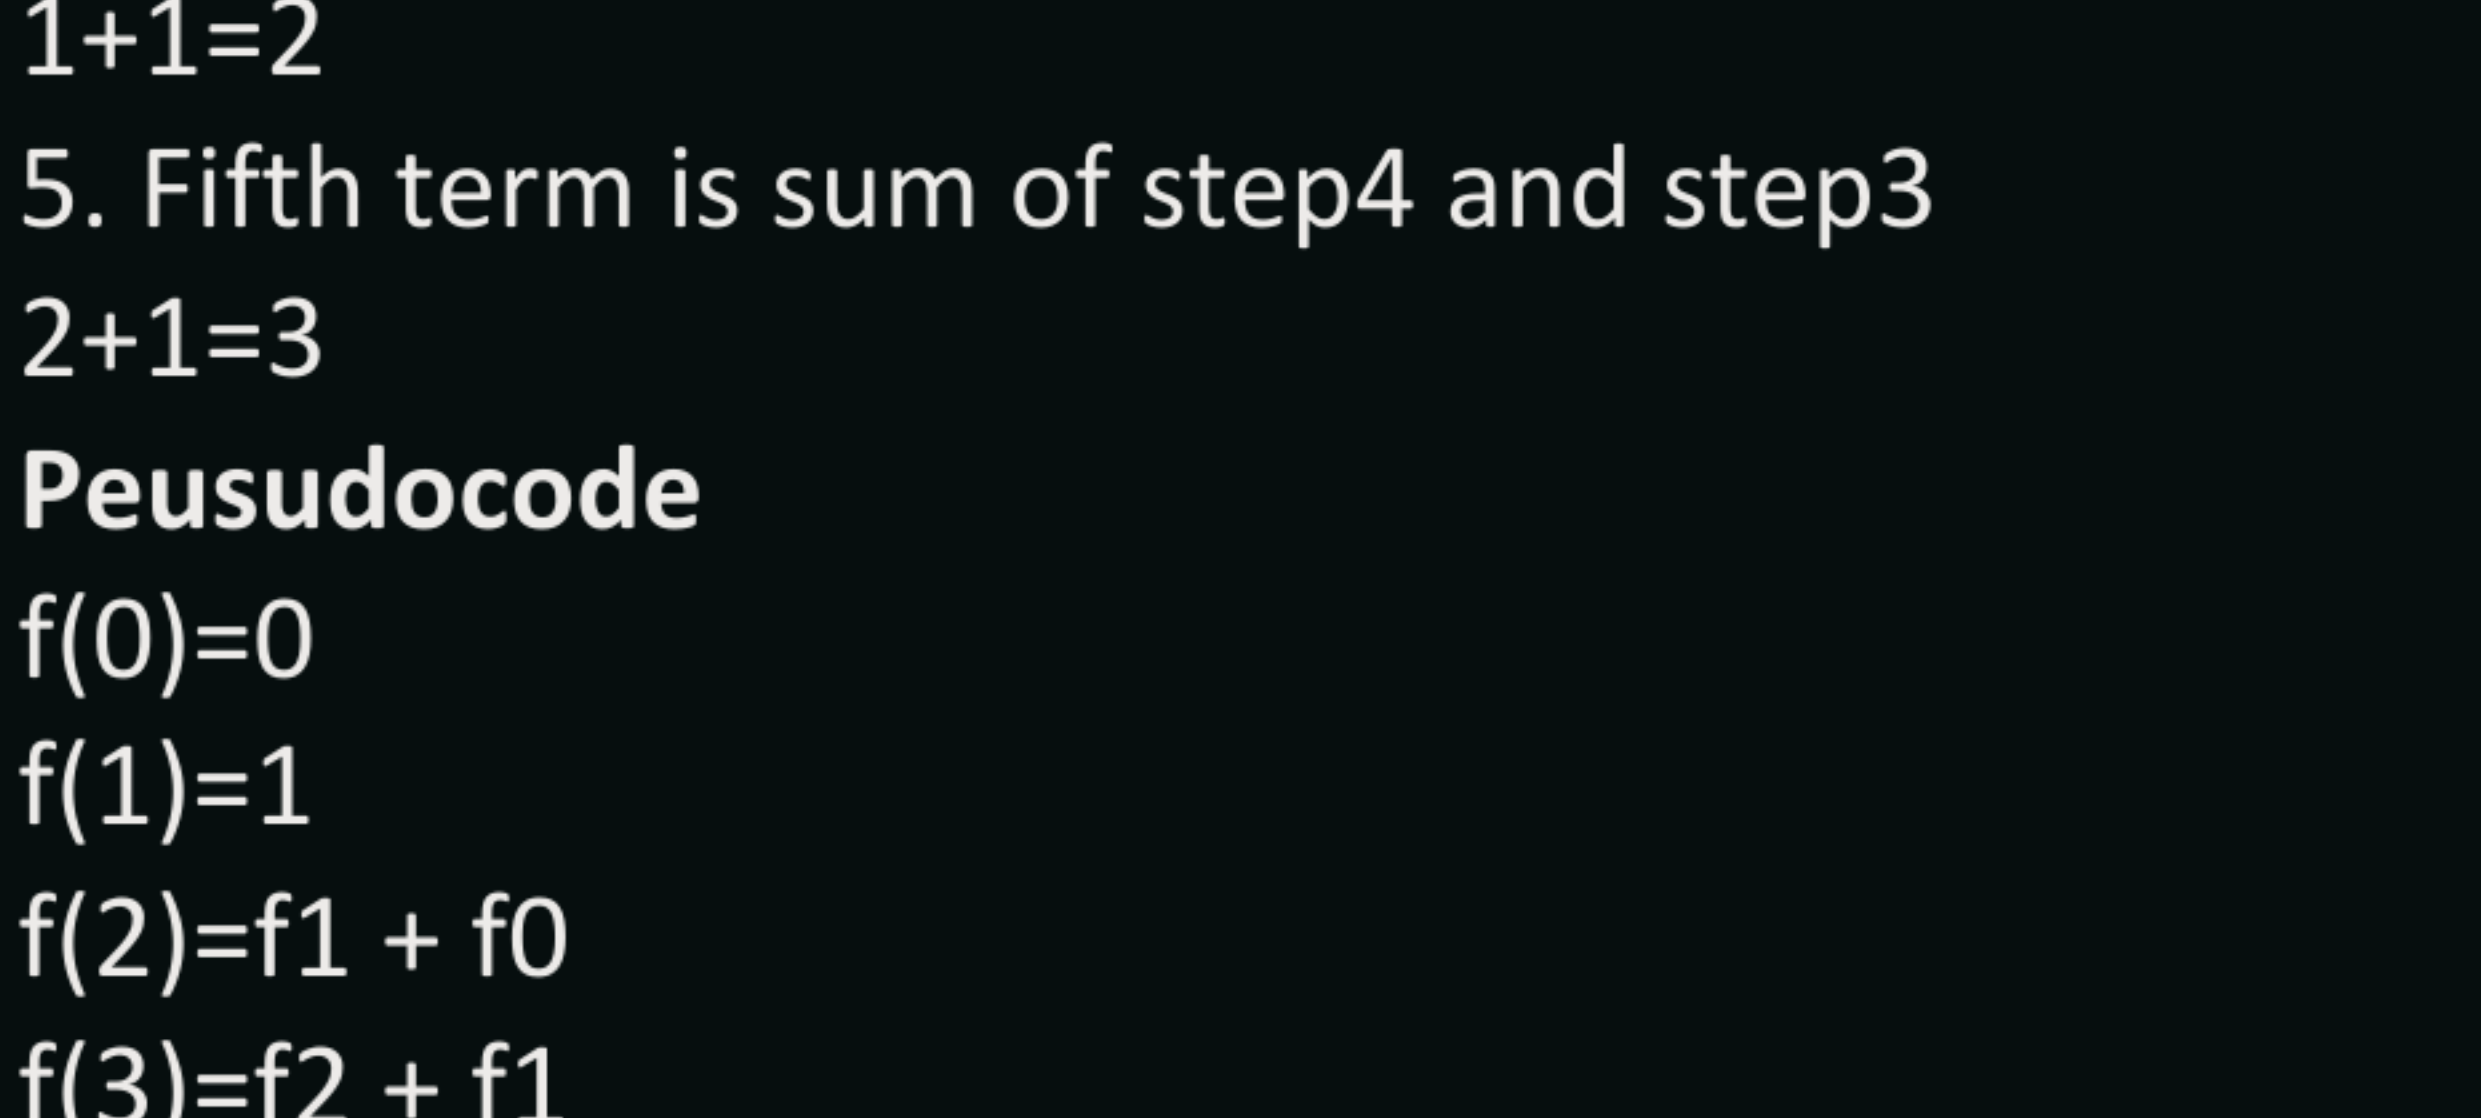 1+1=2
5. Fifth term is sum of step4 and step3
2+1=3
Peusudocode
f(0)=0
f(1)=1
f(2)=f1 + f0
f(3)=f2 + f1